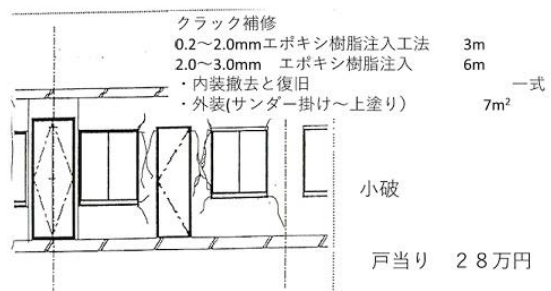 クラック補修
0.2~2.0mmエポキシ樹脂注入工法　3m
2.0~3.0mm　エポキシ樹脂注入　6m
・内装撤去と復旧　一式
・外装(サンダー掛け~上塗り）　7m²
小破
戸当り　２８万円